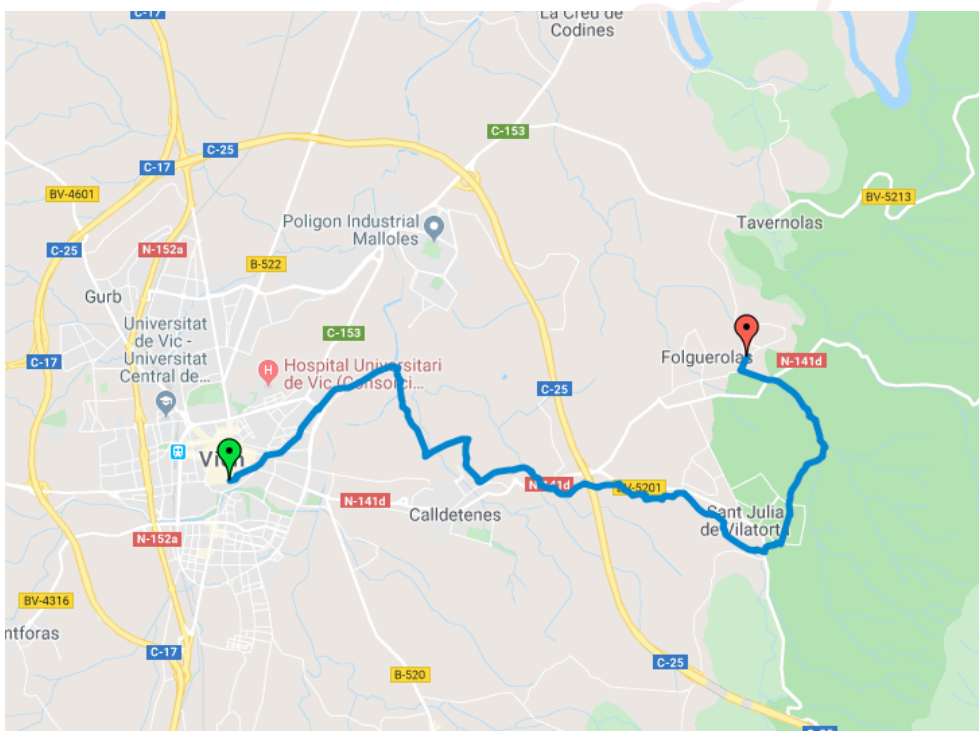 C-17
La Creu de
Codines
C-153
C-25
C-17
BV-4601
BV-5213
Poligon Industrial
Malloles
Tavernolas
C-25
N-152a
B-522
Gurb
Universitat
de Vic -
Universitat
Central de...
C-153
Folguerolas
N-141d
C-17
Hospital Universitari
de Vic (Consorci...
H
C-25
N-141d
BV-5201
N-141d
Calldetenes
Sant Julia
de Vilatorta
N-152a
BV-4316
ntforas
C-17
C-25
B-520